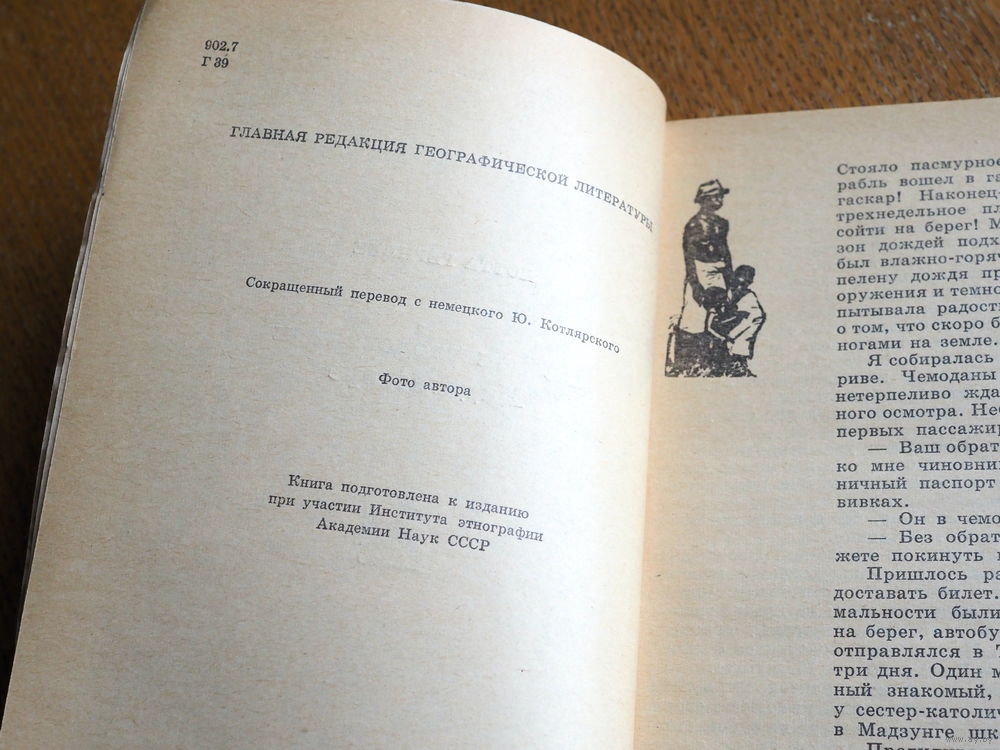 902.7
Г 39
ГЛАВНАЯ РЕДАКЦИЯ ГЕОГРАФИЧЕСКОЙ ЛИТЕРАТУРЫ
Сокращенный перевод с немецкого Ю. Котлярского
Фото автора
Книга подготовлена к изданию
при участии Института этнографии
Академии Наук СССР
Стояло пасмурное
рабль вошел в га
гаскар! Наконец-
трехнедельное пл
сойти на берег! М
зон дождей подх
был влажно-горяч
пелену дождя пр
оружения и темно
пытывала радост
о том, что скоро б
ногами на земле.
Я собиралась
риве. Чемоданы
нетерпеливо жда
ного осмотра. Не
первых пассажир
— Ваш обрат
ко мне чиновни
ничный паспорт
вивках.
— Он в чемо
— Без обрат
жете покинуть
Пришлось ра
доставать билет.
мальности были
на берег, автобу
отправлялся в Т
три дня. Один м
ный знакомый,
у сестер-католич
в Мадзунге шк